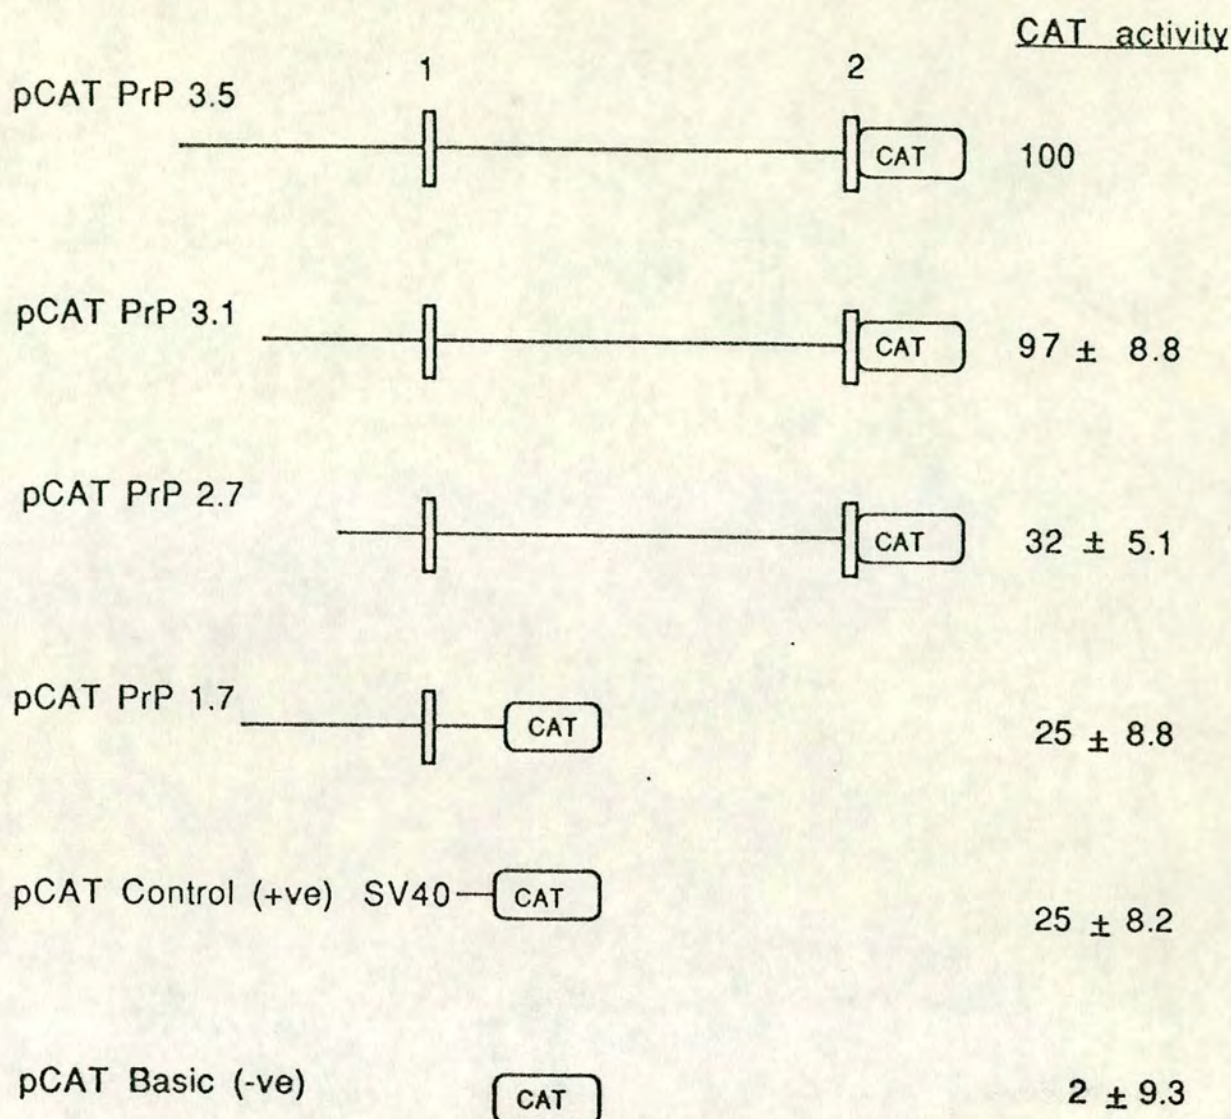 CAT activity
1 2
pCAT PrP 3.5
CAT 100
pCAT PrP 3.1
CAT 97 ± 8.8
pCAT PrP 2.7
CAT 32 ± 5.1
pCAT PrP 1.7
CAT 25 ± 8.8
pCAT Control (+ve) SV40 CAT 25 ± 8.2
pCAT Basic (-ve) CAT 2 ± 9.3